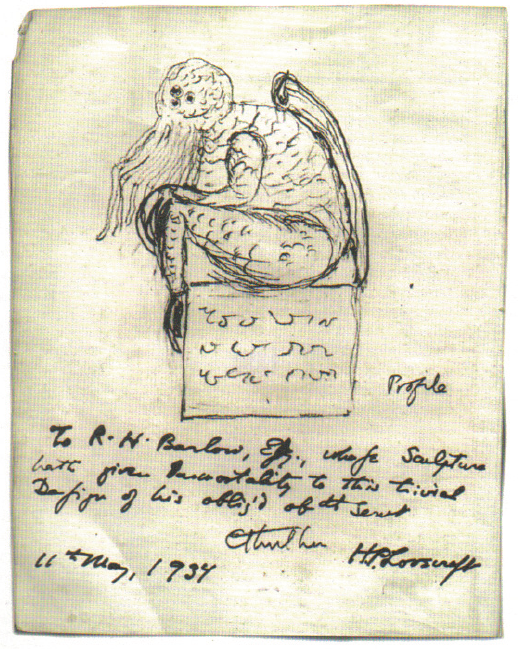 Profile
To R. H. Barlow, Esq., whose Sculpture
hath given Immortality to this trivial
Design of his oblig'd obt Servt
Cthulhu
HPLovecraft
11th May, 1934